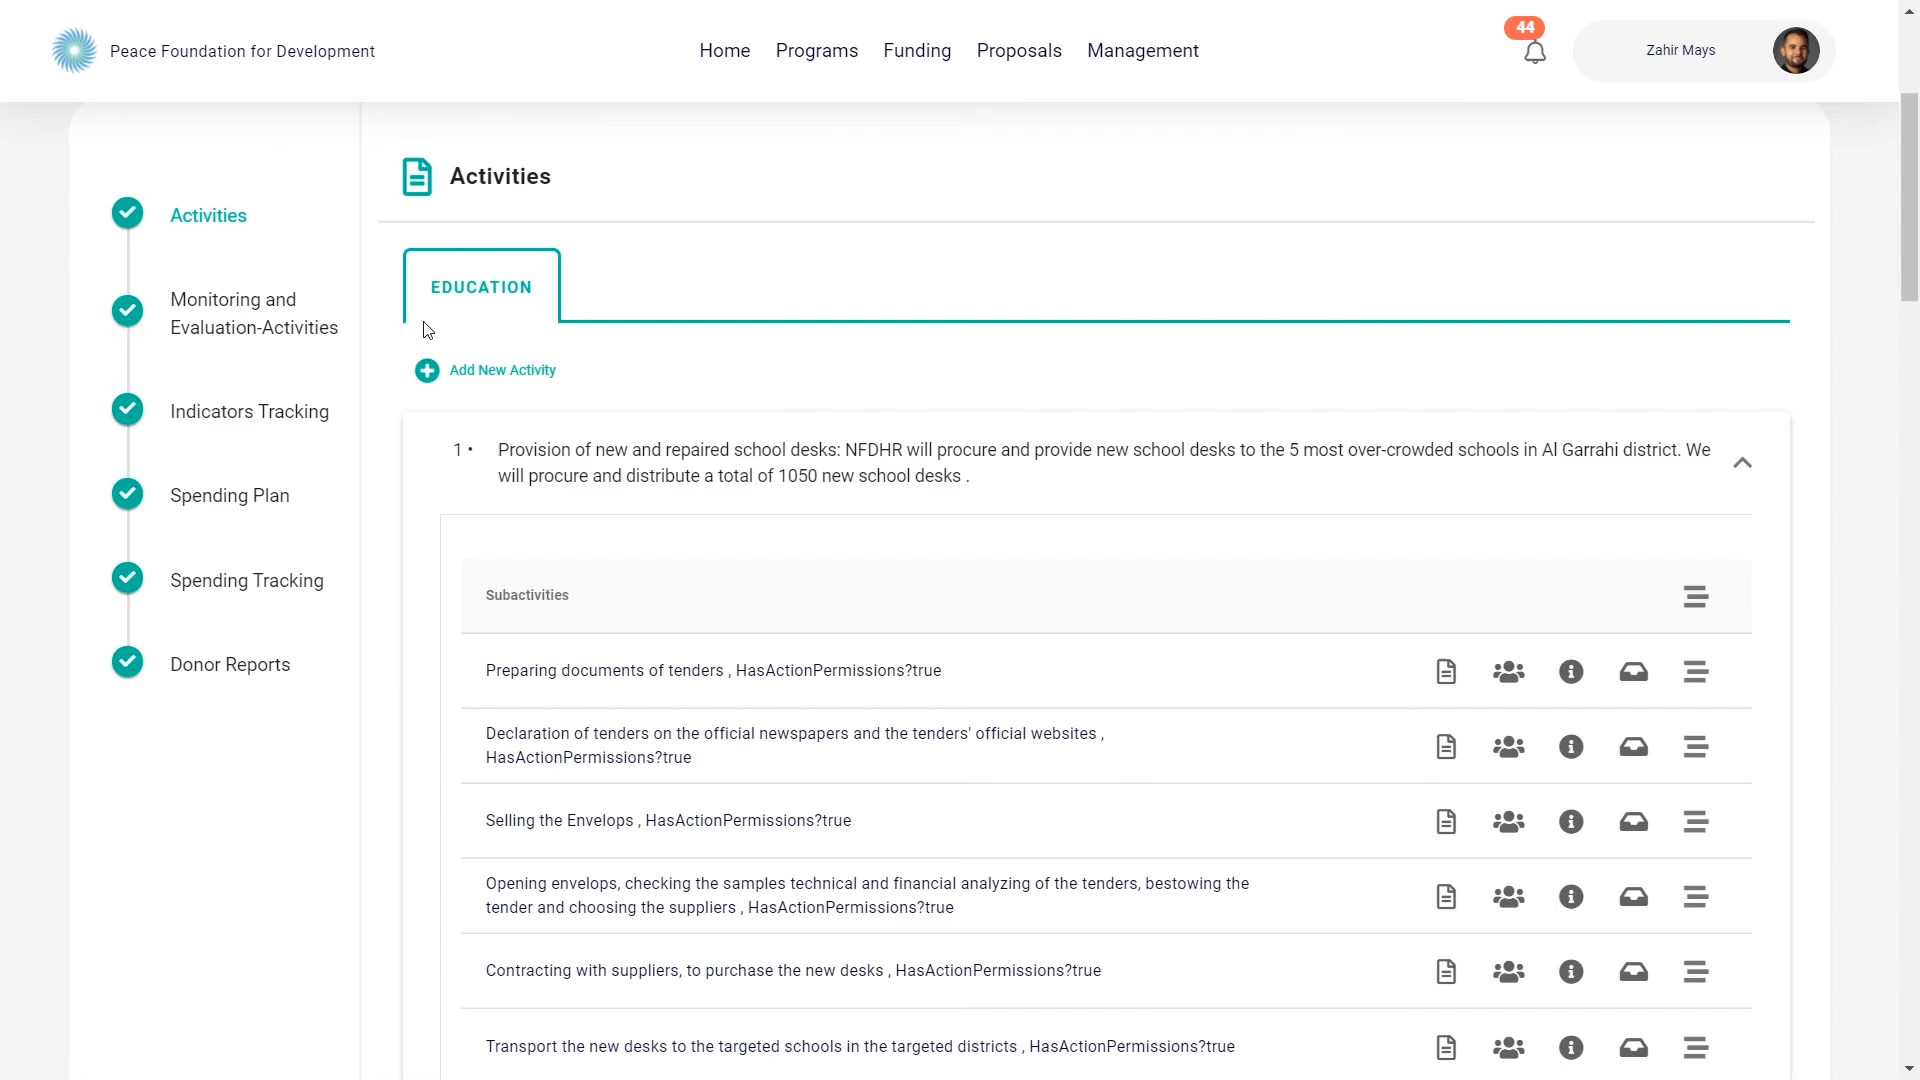 Peace Foundation for Development
Home Programs Funding Proposals Management
44
Zahir Mays
Activities
Monitoring and
Evaluation-Activities
Indicators Tracking
Spending Plan
Spending Tracking
Donor Reports
Activities
EDUCATION
Add New Activity
1 • Provision of new and repaired school desks: NFDHR will procure and provide new school desks to the 5 most over-crowded schools in Al Garrahi district. We
will procure and distribute a total of 1050 new school desks .
Subactivities
Preparing documents of tenders , HasActionPermissions?true
Declaration of tenders on the official newspapers and the tenders' official websites ,
HasActionPermissions?true
Selling the Envelops , HasActionPermissions?true
Opening envelops, checking the samples technical and financial analyzing of the tenders, bestowing the
tender and choosing the suppliers , HasActionPermissions?true
Contracting with suppliers, to purchase the new desks , HasActionPermissions?true
Transport the new desks to the targeted schools in the targeted districts , HasActionPermissions?true